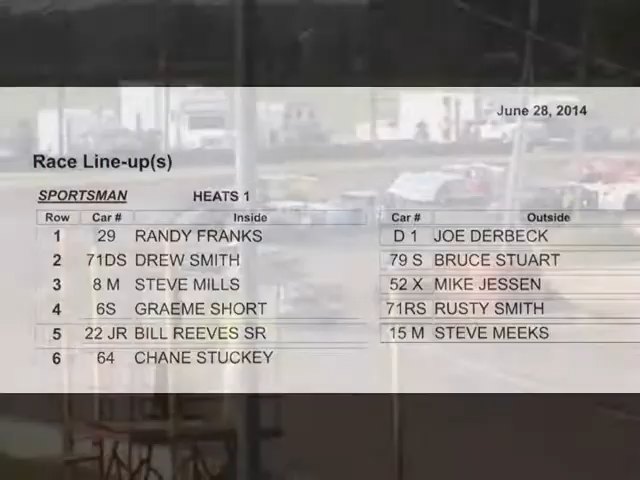 June 28, 2014
Race Line-up(s)
SPORTSMAN HEATS 1
Row Car # Inside Car # Outside
1 29 RANDY FRANKS D 1 JOE DERBECK
2 71DS DREW SMITH 79 S BRUCE STUART
3 8 M STEVE MILLS 52 X MIKE JESSEN
4 6S GRAEME SHORT 71RS RUSTY SMITH
5 22 JR BILL REEVES SR 15 M STEVE MEEKS
6 64 CHANE STUCKEY